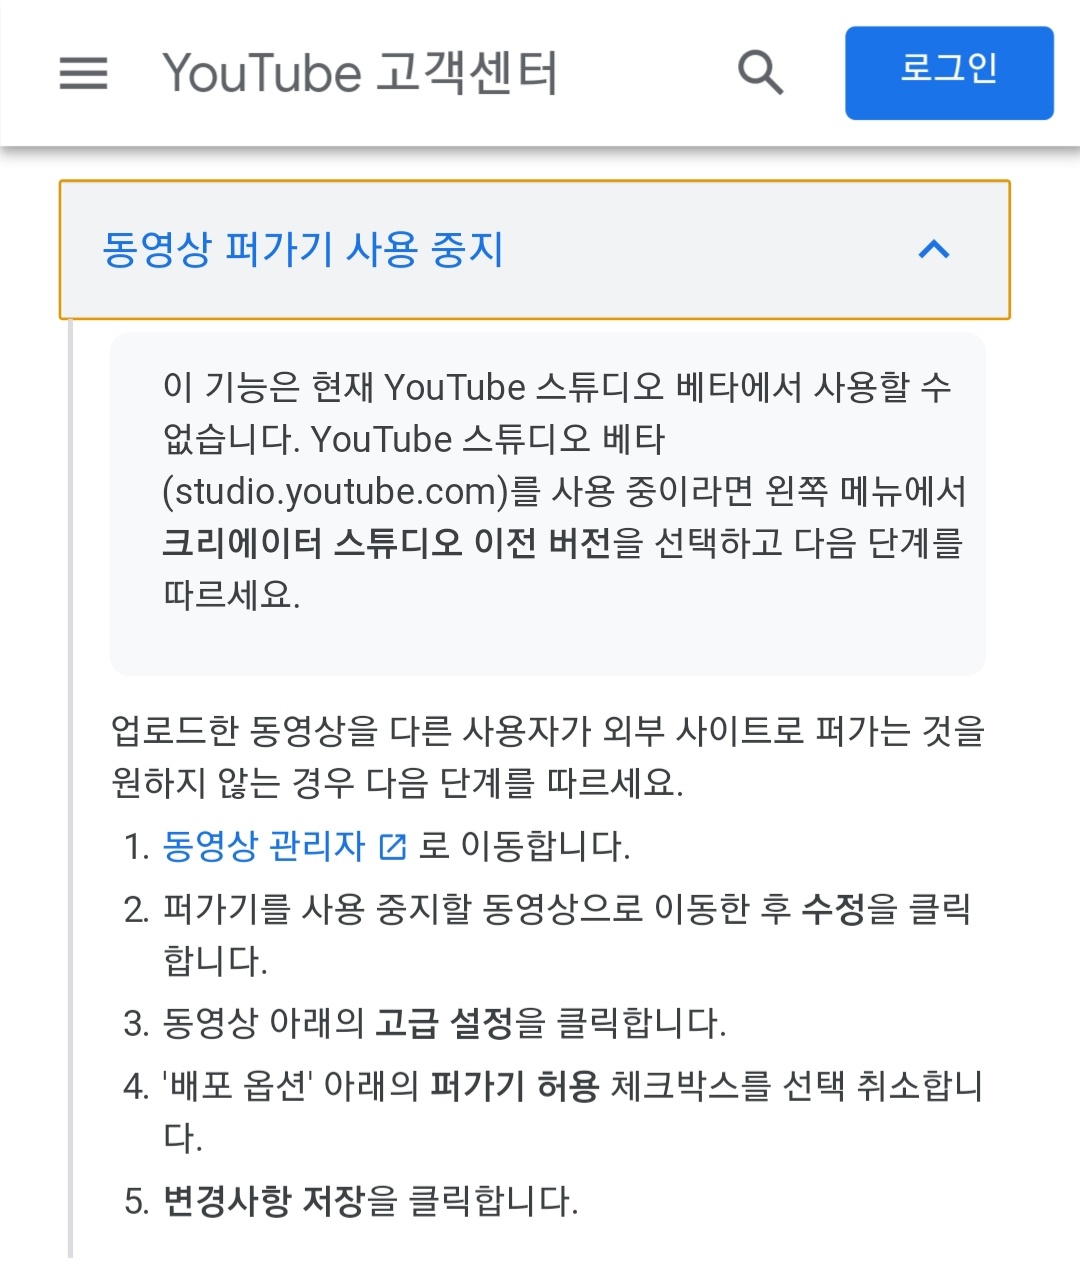 YouTube 고객센터
로그인
동영상 퍼가기 사용 중지
이 기능은 현재 YouTube 스튜디오 베타에서 사용할 수
없습니다. YouTube 스튜디오 베타
(studio.youtube.com)를 사용 중이라면 왼쪽 메뉴에서
크리에이터 스튜디오 이전 버전을 선택하고 다음 단계를
따르세요.
업로드한 동영상을 다른 사용자가 외부 사이트로 퍼가는 것을
원하지 않는 경우 다음 단계를 따르세요.
1. 동영상 관리자 로 이동합니다.
2. 퍼가기를 사용 중지할 동영상으로 이동한 후 수정을 클릭
합니다.
3. 동영상 아래의 고급 설정을 클릭합니다.
4. '배포 옵션' 아래의 퍼가기 허용 체크박스를 선택 취소합니
다.
5. 변경사항 저장을 클릭합니다.